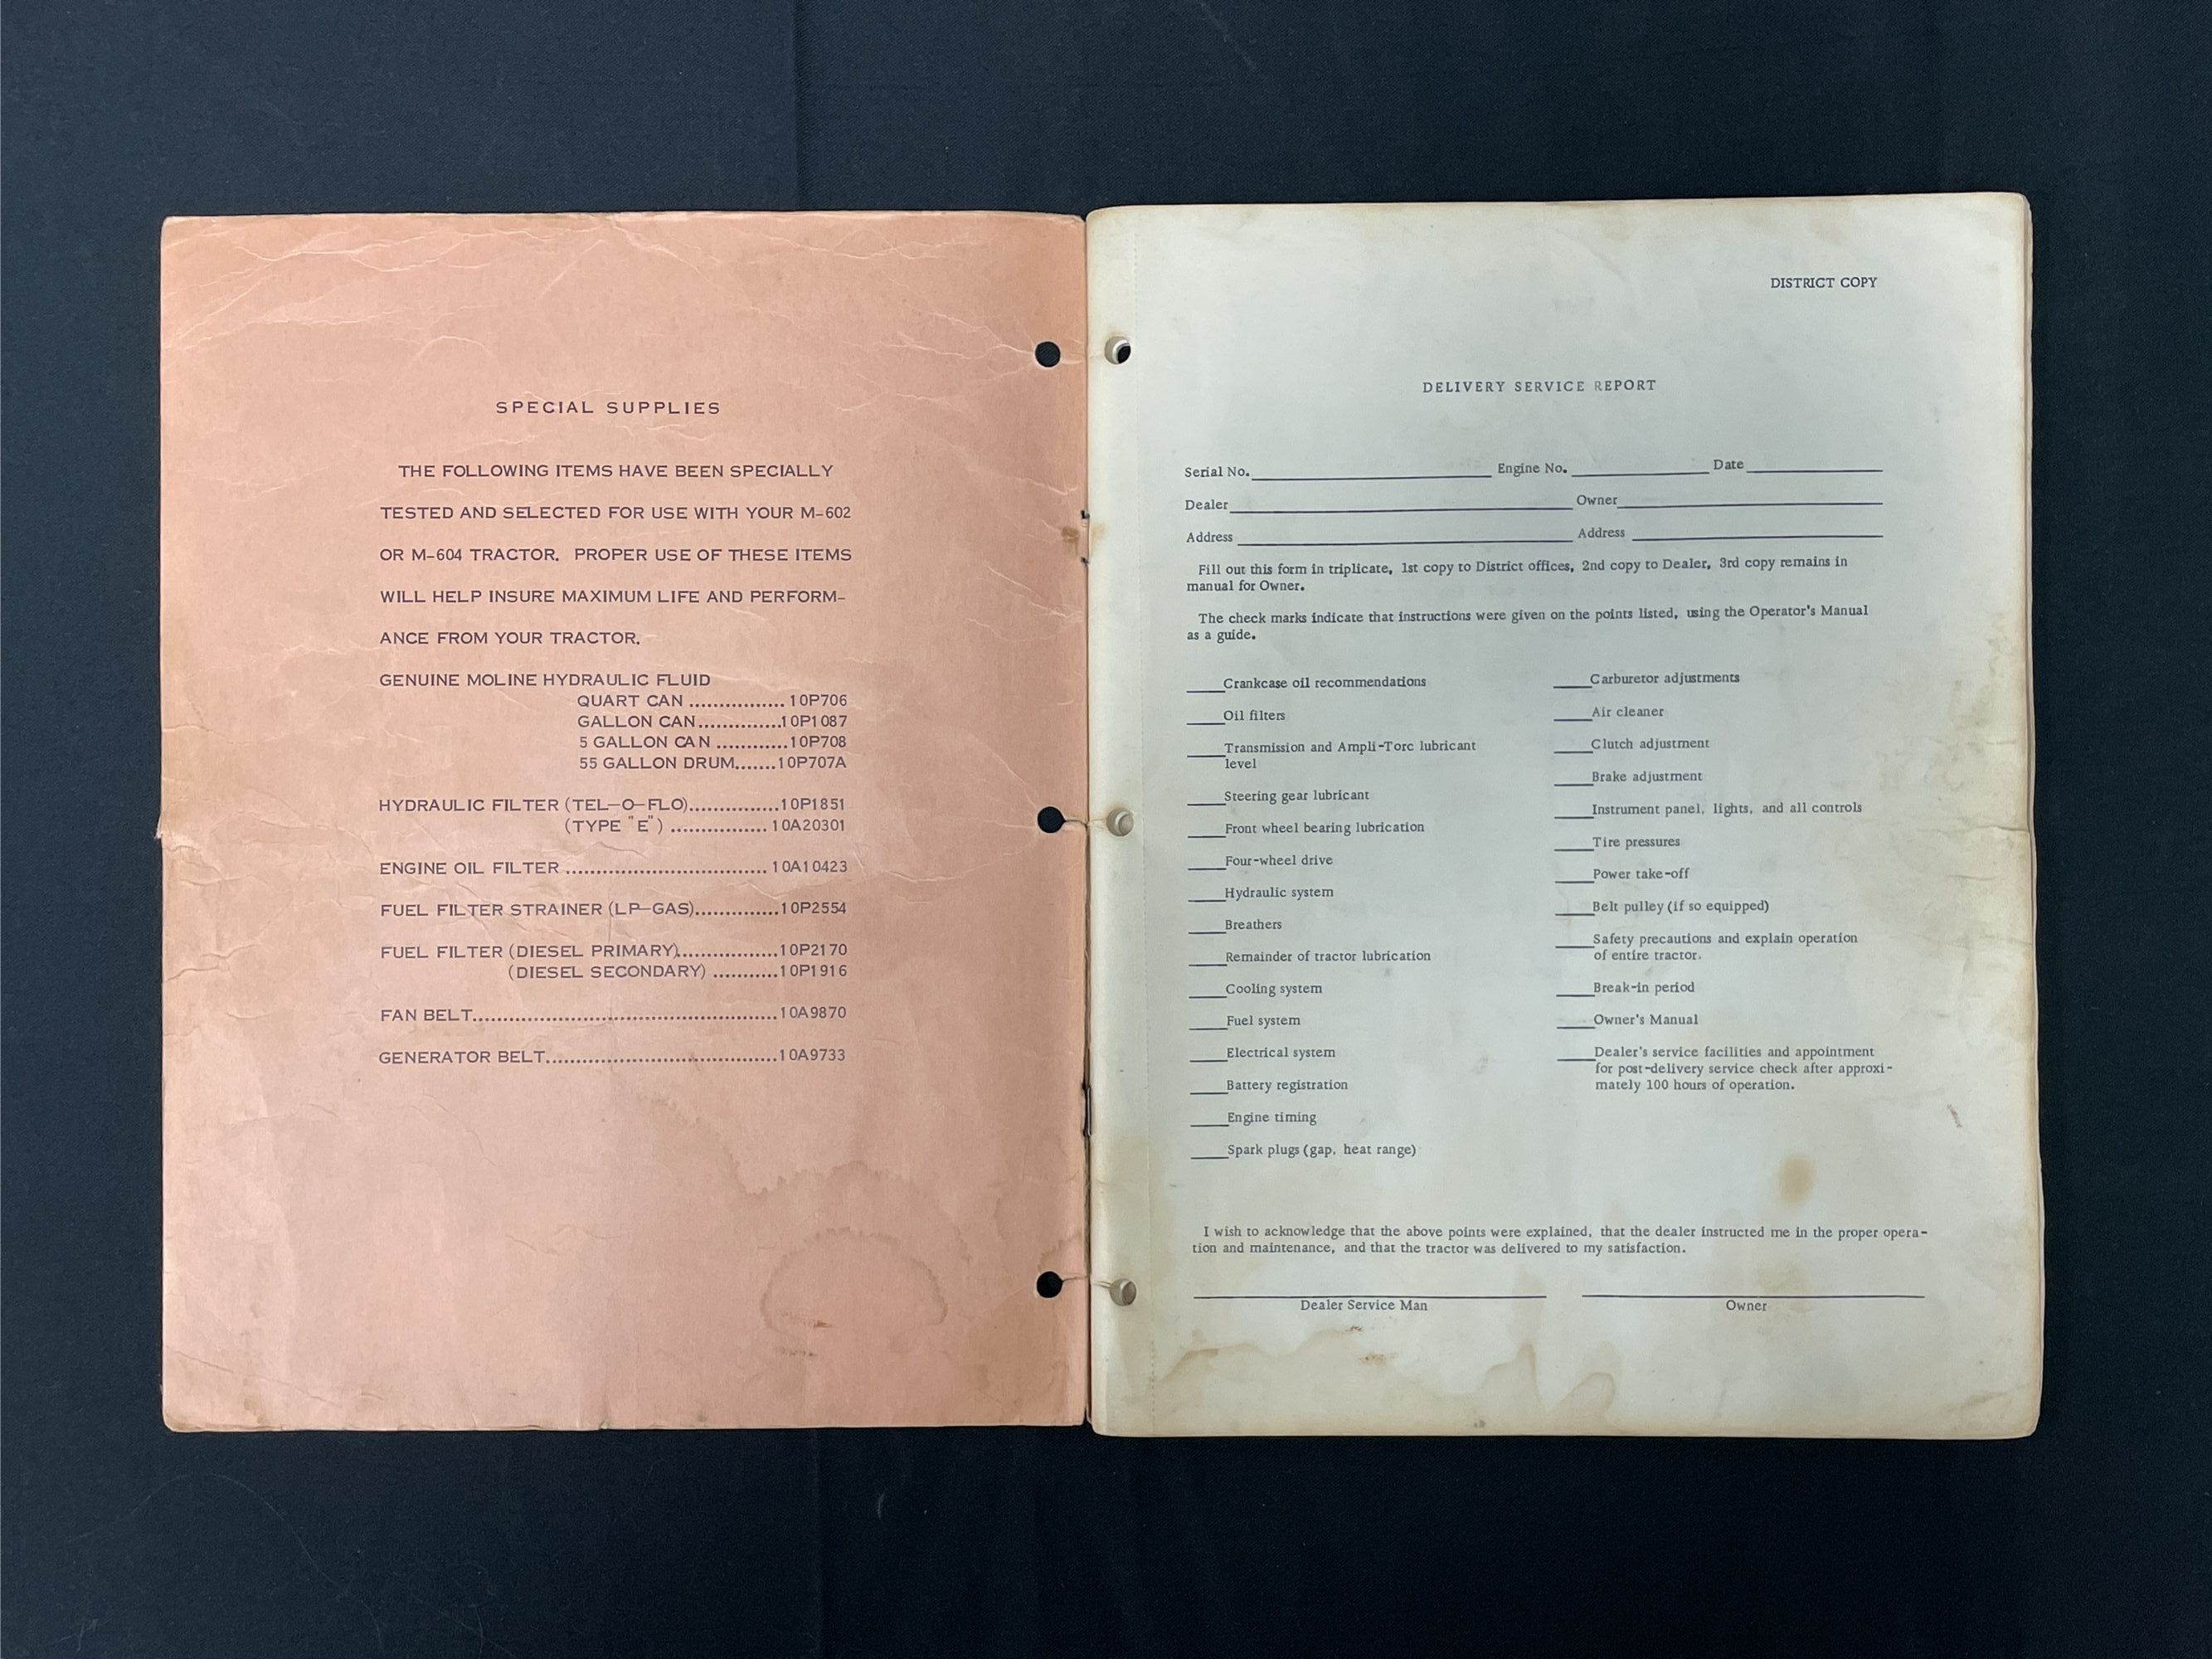 SPECIAL SUPPLIES
THE FOLLOWING ITEMS HAVE BEEN SPECIALLY
TESTED AND SELECTED FOR USE WITH YOUR M-602
OR M-604 TRACTOR. PROPER USE OF THESE ITEMS
WILL HELP INSURE MAXIMUM LIFE AND PERFORM-
ANCE FROM YOUR TRACTOR.
GENUINE MOLINE HYDRAULIC FLUID
QUART CAN ................ 10P706
GALLON CAN..............10P1087
5 GALLON CAN ............10P708
55 GALLON DRUM.......10P707A
HYDRAULIC FILTER (TEL-O-FLO)...............10P1851
(TYPE "E") ................ 10A20301
ENGINE OIL FILTER ................................. 10A10423
FUEL FILTER STRAINER (LP-GAS)..............10P2554
FUEL FILTER (DIESEL PRIMARY).................10P2170
(DIESEL SECONDARY) ...........10P1916
FAN BELT..................................................10A9870
GENERATOR BELT......................................10A9733
DISTRICT COPY
DELIVERY SERVICE REPORT
Serial No. Engine No. Date
Dealer Owner
Address Address
Fill out this form in triplicate, 1st copy to District offices, 2nd copy to Dealer, 3rd copy remains in
manual for Owner.
The check marks indicate that instructions were given on the points listed, using the Operator's Manual
as a guide.
Crankcase oil recommendations
Oil filters
Transmission and Ampli-Torc lubricant
level
Steering gear lubricant
Front wheel bearing lubrication
Four-wheel drive
Hydraulic system
Breathers
Remainder of tractor lubrication
Cooling system
Fuel system
Electrical system
Battery registration
Engine timing
Spark plugs (gap, heat range)
Carburetor adjustments
Air cleaner
Clutch adjustment
Brake adjustment
Instrument panel, lights, and all controls
Tire pressures
Power take-off
Belt pulley (if so equipped)
Safety precautions and explain operation
of entire tractor.
Break-in period
Owner's Manual
Dealer's service facilities and appointment
for post-delivery service check after approxi-
mately 100 hours of operation.
I wish to acknowledge that the above points were explained, that the dealer instructed me in the proper opera-
tion and maintenance, and that the tractor was delivered to my satisfaction.
Dealer Service Man Owner